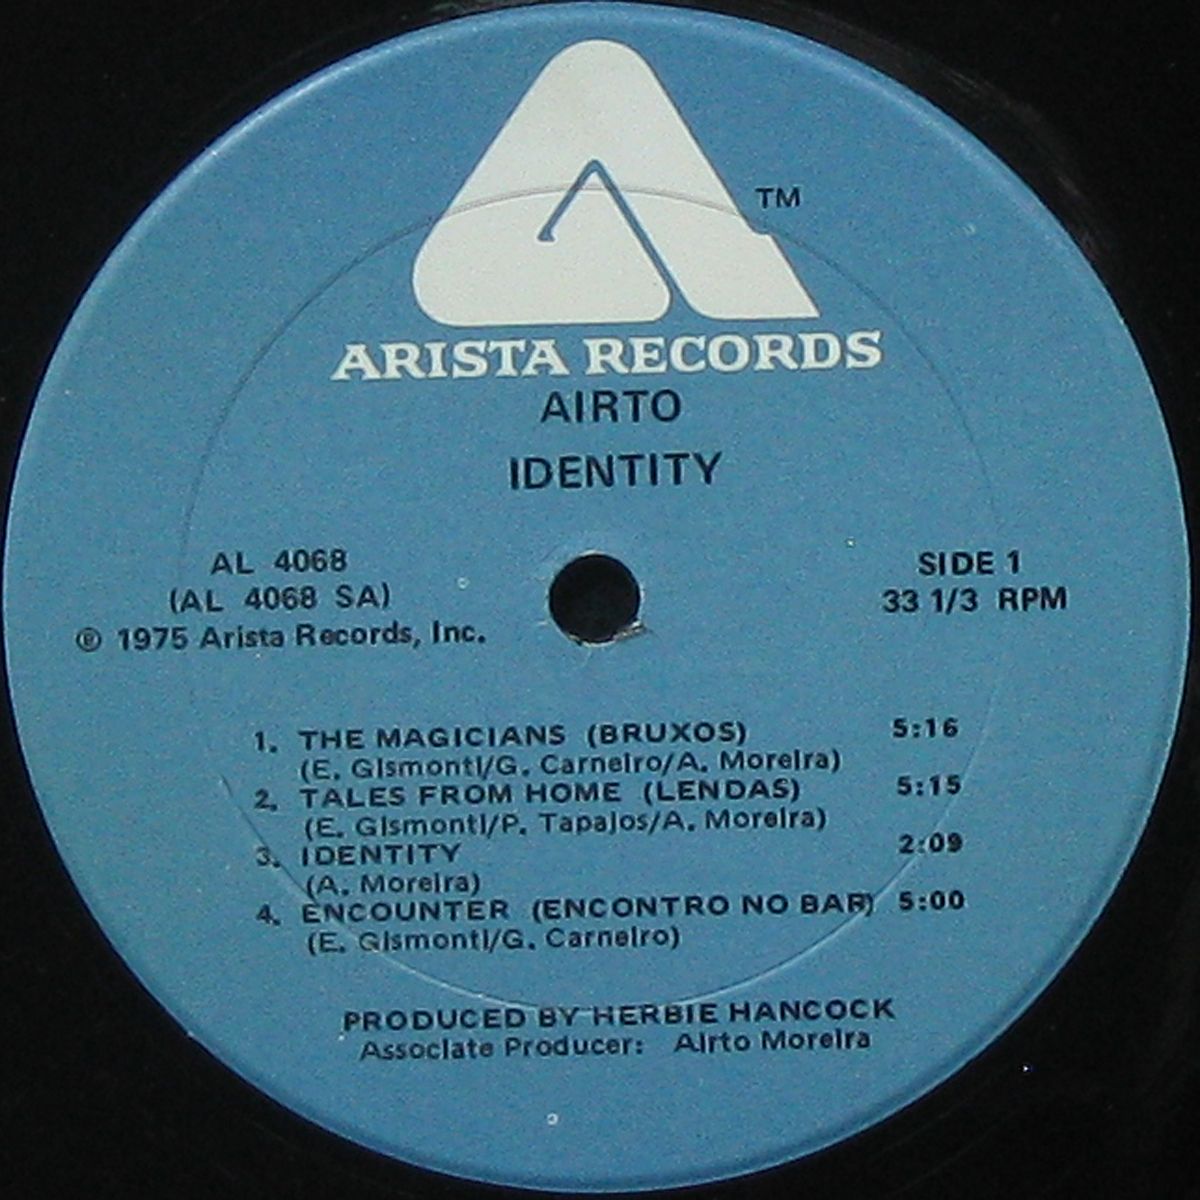 TM
ARISTA RECORDS
AIRTO
IDENTITY
AL 4068
(AL 4068 SA)
℗ 1975 Arista Records, Inc.
SIDE 1
33 1/3 RPM
1. THE MAGICIANS (BRUXOS) 5:16
(E. Gismonti/G. Carneiro/A. Moreira)
2. TALES FROM HOME (LENDAS) 5:15
(E. Gismonti/P. Tapajos/A. Moreira)
3. IDENTITY 2:09
(A. Moreira)
4. ENCOUNTER (ENCONTRO NO BAR) 5:00
(E. Gismonti/G. Carneiro)
PRODUCED BY HERBIE HANCOCK
Associate Producer: Airto Moreira